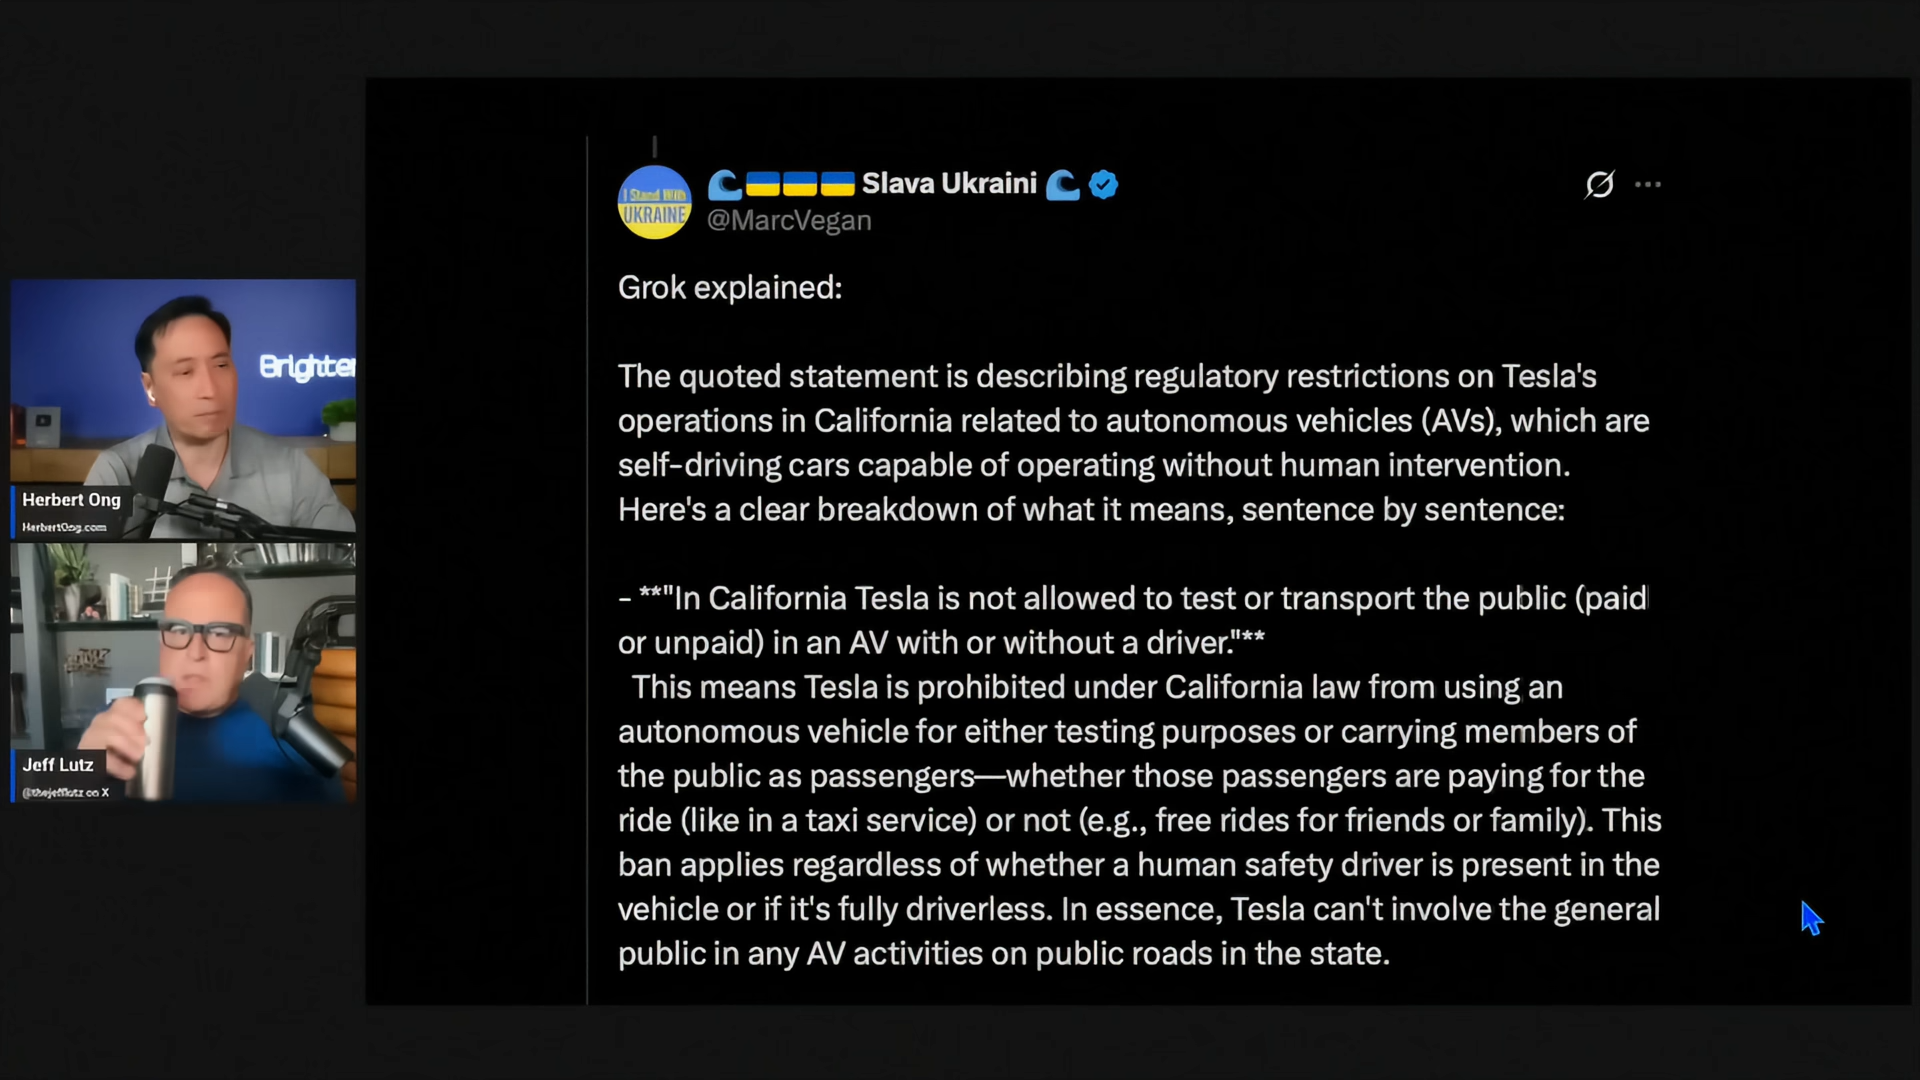 I Stand With
UKRAINE
Slava Ukraini
@MarcVegan
Grok explained:
The quoted statement is describing regulatory restrictions on Tesla's
operations in California related to autonomous vehicles (AVs), which are
self-driving cars capable of operating without human intervention.
Here's a clear breakdown of what it means, sentence by sentence:
- **"In California Tesla is not allowed to test or transport the public (paid
or unpaid) in an AV with or without a driver."**
This means Tesla is prohibited under California law from using an
autonomous vehicle for either testing purposes or carrying members of
the public as passengers—whether those passengers are paying for the
ride (like in a taxi service) or not (e.g., free rides for friends or family). This
ban applies regardless of whether a human safety driver is present in the
vehicle or if it's fully driverless. In essence, Tesla can't involve the general
public in any AV activities on public roads in the state.
Brighter
Herbert Ong
HerbertOng.com
Jeff Lutz
@thejefflutz on X